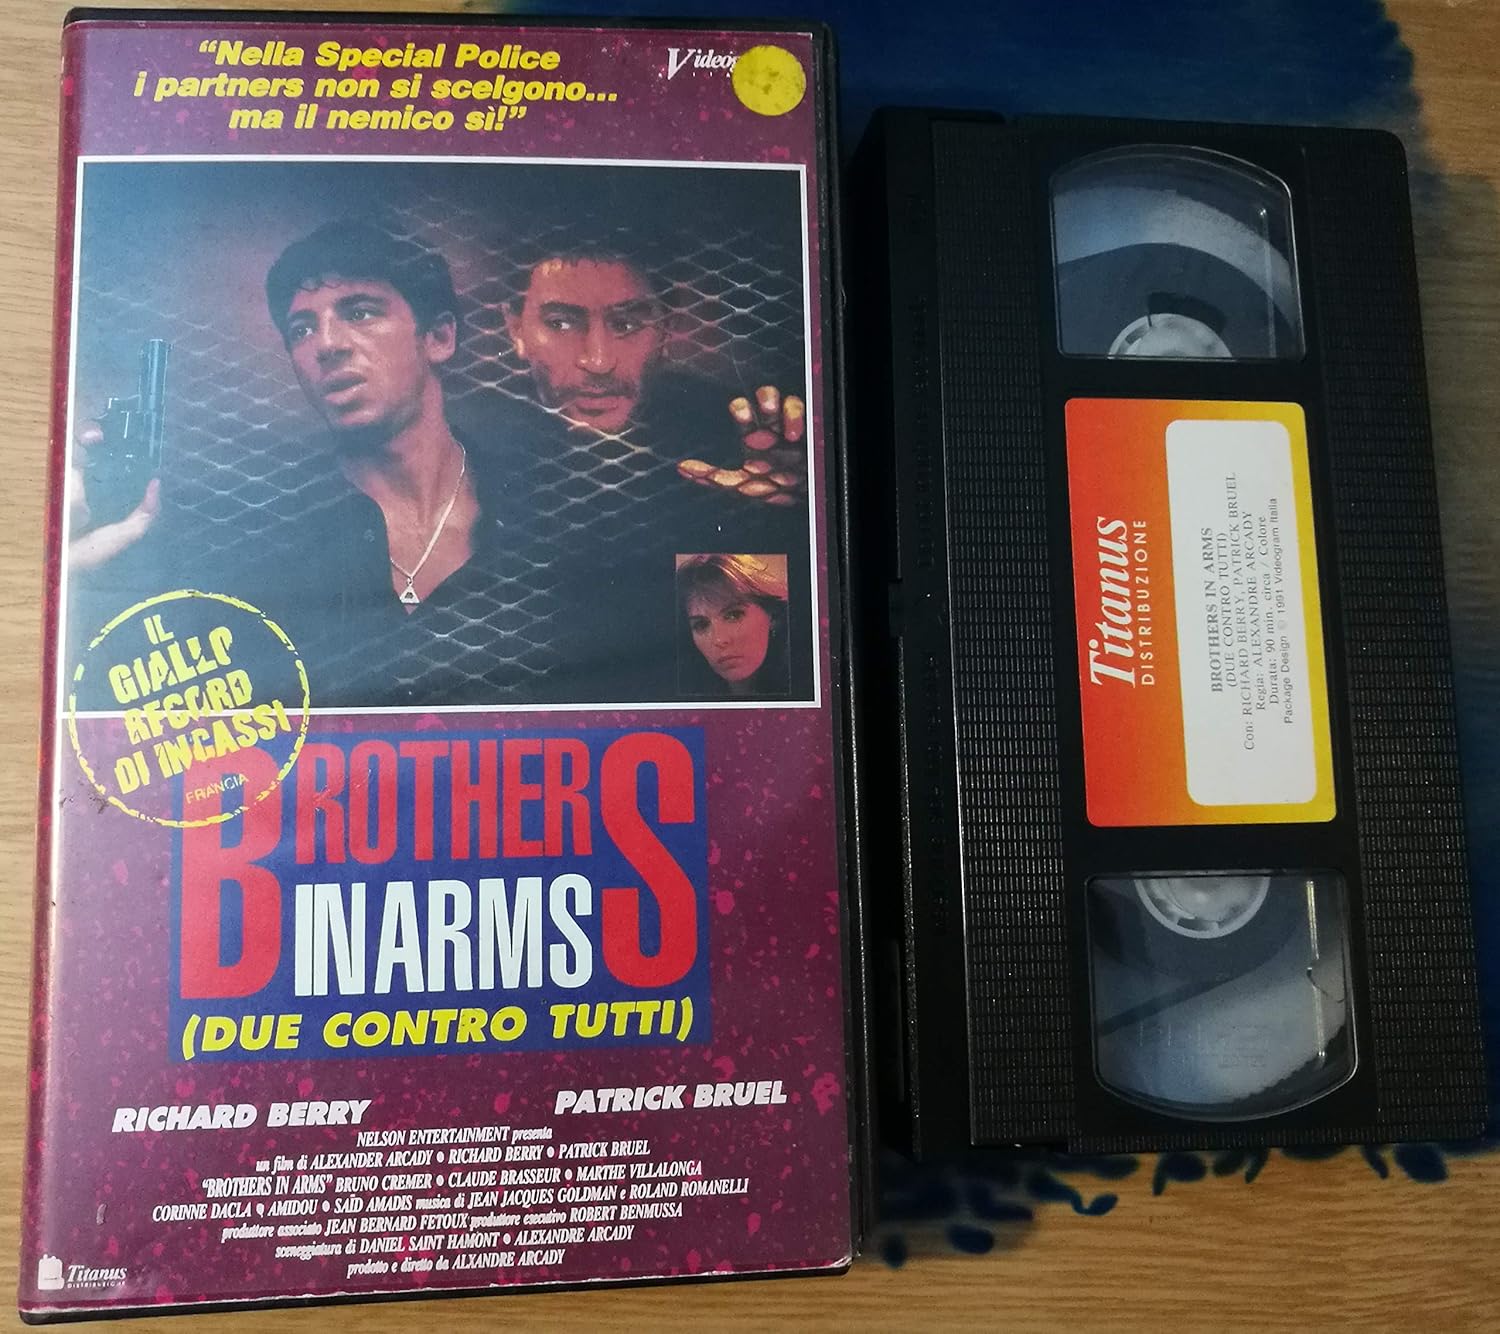 "Nella Special Police
i partners non si scelgono...
ma il nemico sì!"
IL
GIALLO
RECORD
DI INCASSI
FRANCIA
BROTHERS
IN ARMS
(DUE CONTRO TUTTI)
RICHARD BERRY
PATRICK BRUEL
NELSON ENTERTAINMENT presenta
un film di ALEXANDER ARCADY • RICHARD BERRY • PATRICK BRUEL
"BROTHERS IN ARMS" BRUNO CREMER • CLAUDE BRASSEUR • MARTHE VILLALONGA
CORINNE DACLA • AMIDOU • SAÏD AMADIS musica di JEAN JACQUES GOLDMAN e ROLAND ROMANELLI
produttore associato JEAN BERNARD FETOUX produttore esecutivo ROBERT BENMUSSA
sceneggiatura di DANIEL SAINT HAMONT • ALEXANDRE ARCADY
prodotto e diretto da ALXANDRE ARCADY
Titanus
DISTRIBUZIONE
Titanus
DISTRIBUZIONE
BROTHERS IN ARMS
(DUE CONTRO TUTTI)
Con: RICHARD BERRY, PATRICK BRUEL
Regia: ALEXANDRE ARCADY
Durata: 90 min. circa / Colore
Package Design © 1991 Videogram Italia